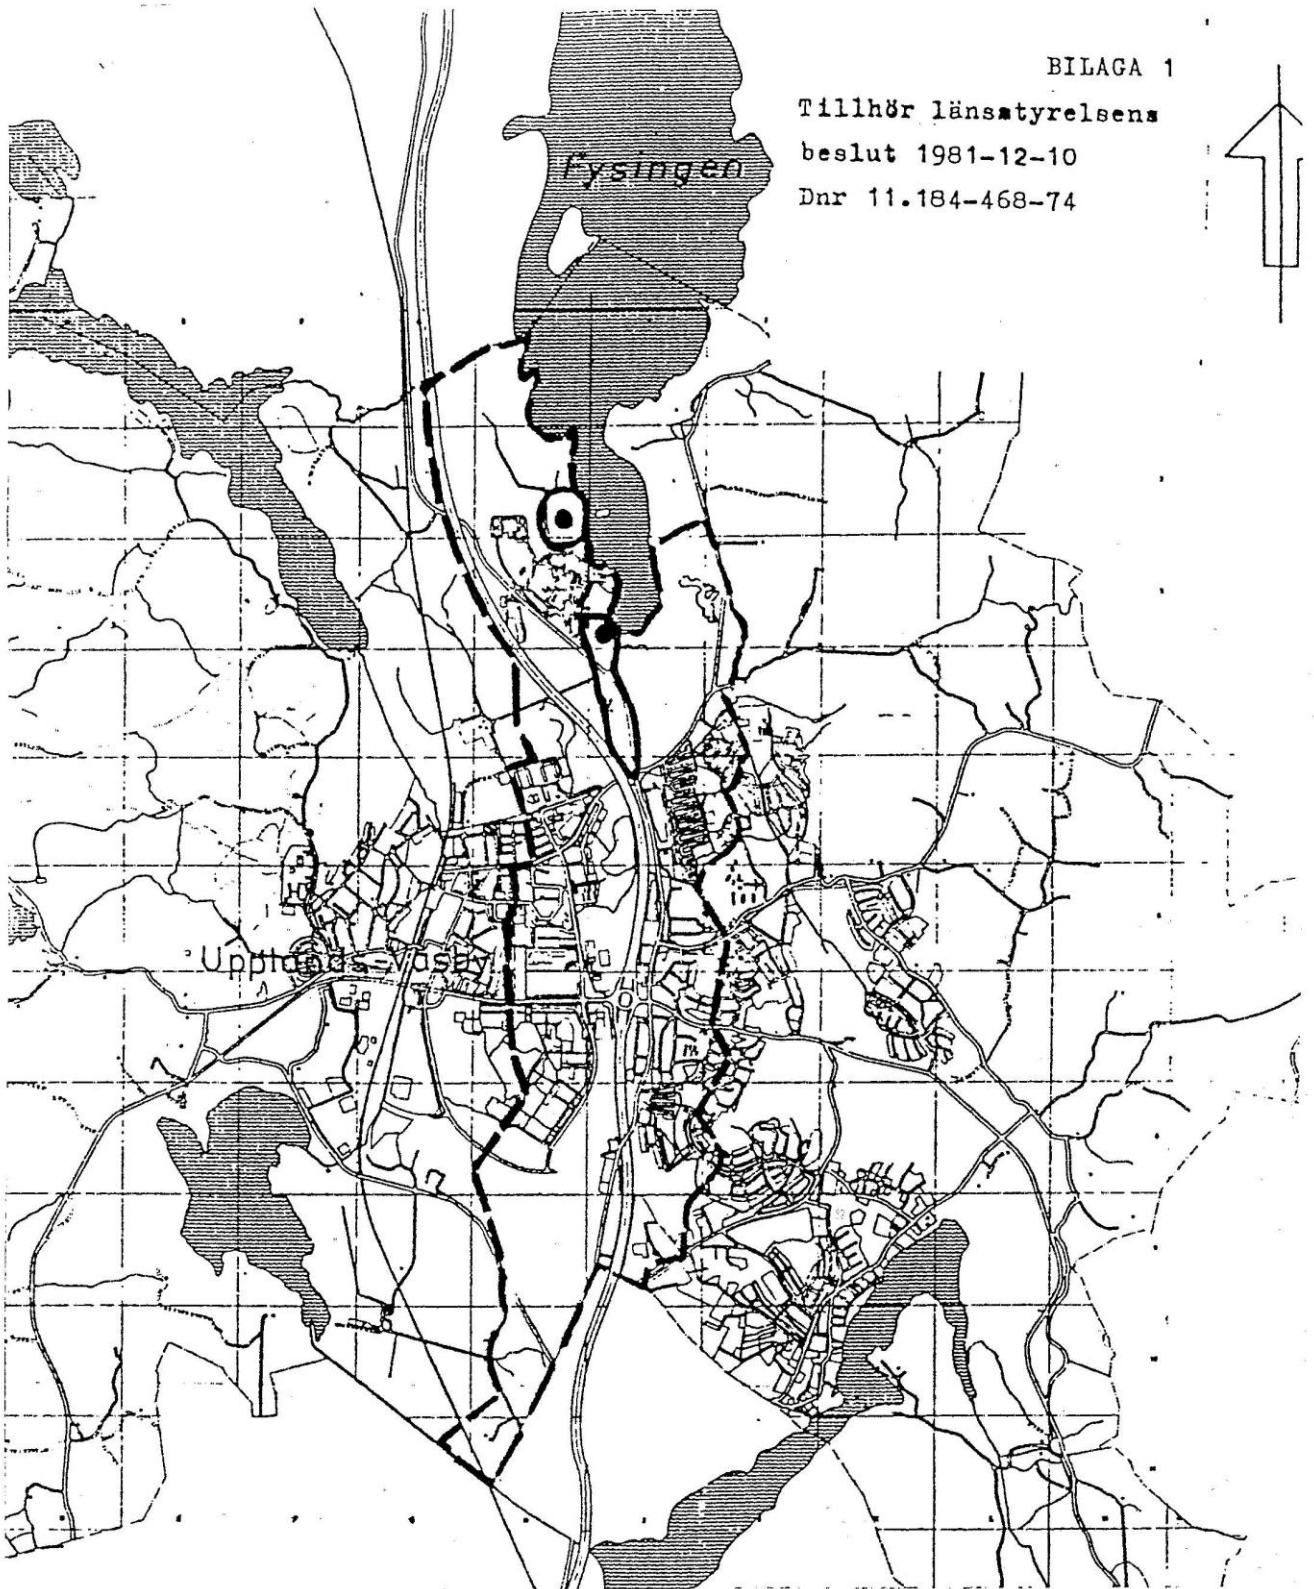 BILAGA 1
Tillhör länsstyrelsens
beslut 1981-12-10
Dnr 11.184-468-74
Fysingen
Upplands-Väsby